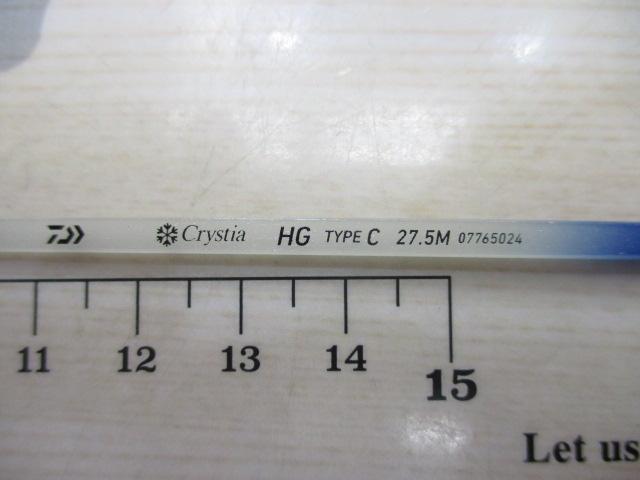 Crystia HG TYPE C 27.5M 07765024
11 12 13 14 15
Let us